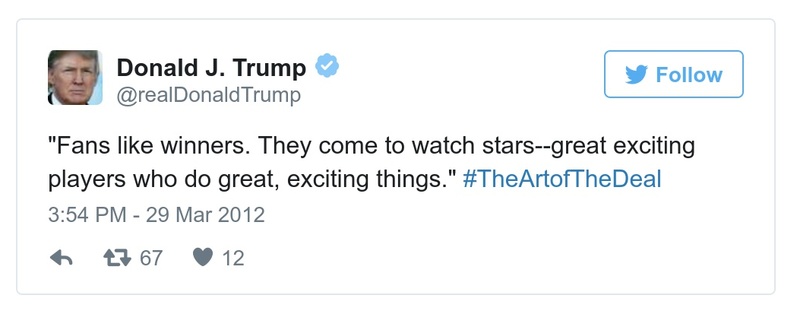 Donald J. Trump
Follow
@realDonaldTrump
"Fans like winners. They come to watch stars--great exciting
players who do great, exciting things." #TheArtofTheDeal
3:54 PM - 29 Mar 2012
67 12